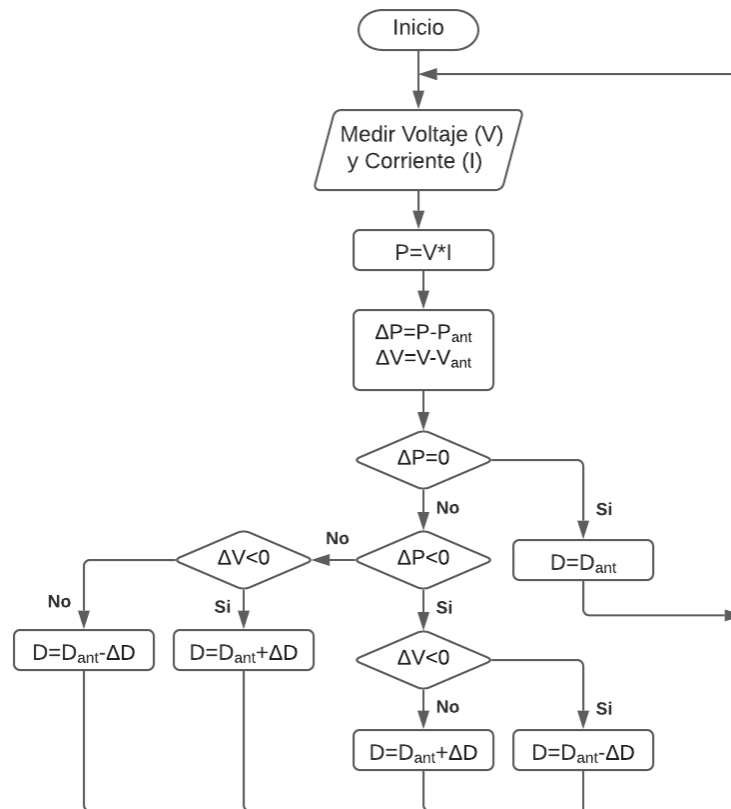 Inicio
Medir Voltaje (V)
y Corriente (I)
P=V*I
ΔP=P-Pant
ΔV=V-Vant
ΔP=0
Si
No
ΔP<0
No
ΔV<0
D=Dant
No
Si
Si
ΔV<0
D=Dant-ΔD
D=Dant+ΔD
No
Si
D=Dant+ΔD
D=Dant-ΔD